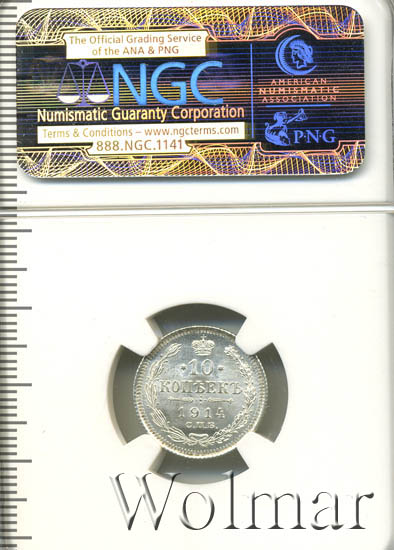 The Official Grading Service
of the ANA & PNG
NGC
Numismatic Guaranty Corporation
Terms & Conditions – www.ngcterms.com
888.NGC.1141
AMERICAN
NUMISMATIC
ASSOCIATION
P·N·G
·10·
КОПѢЕКЪ
1914
С.П.Б.
Wolmar